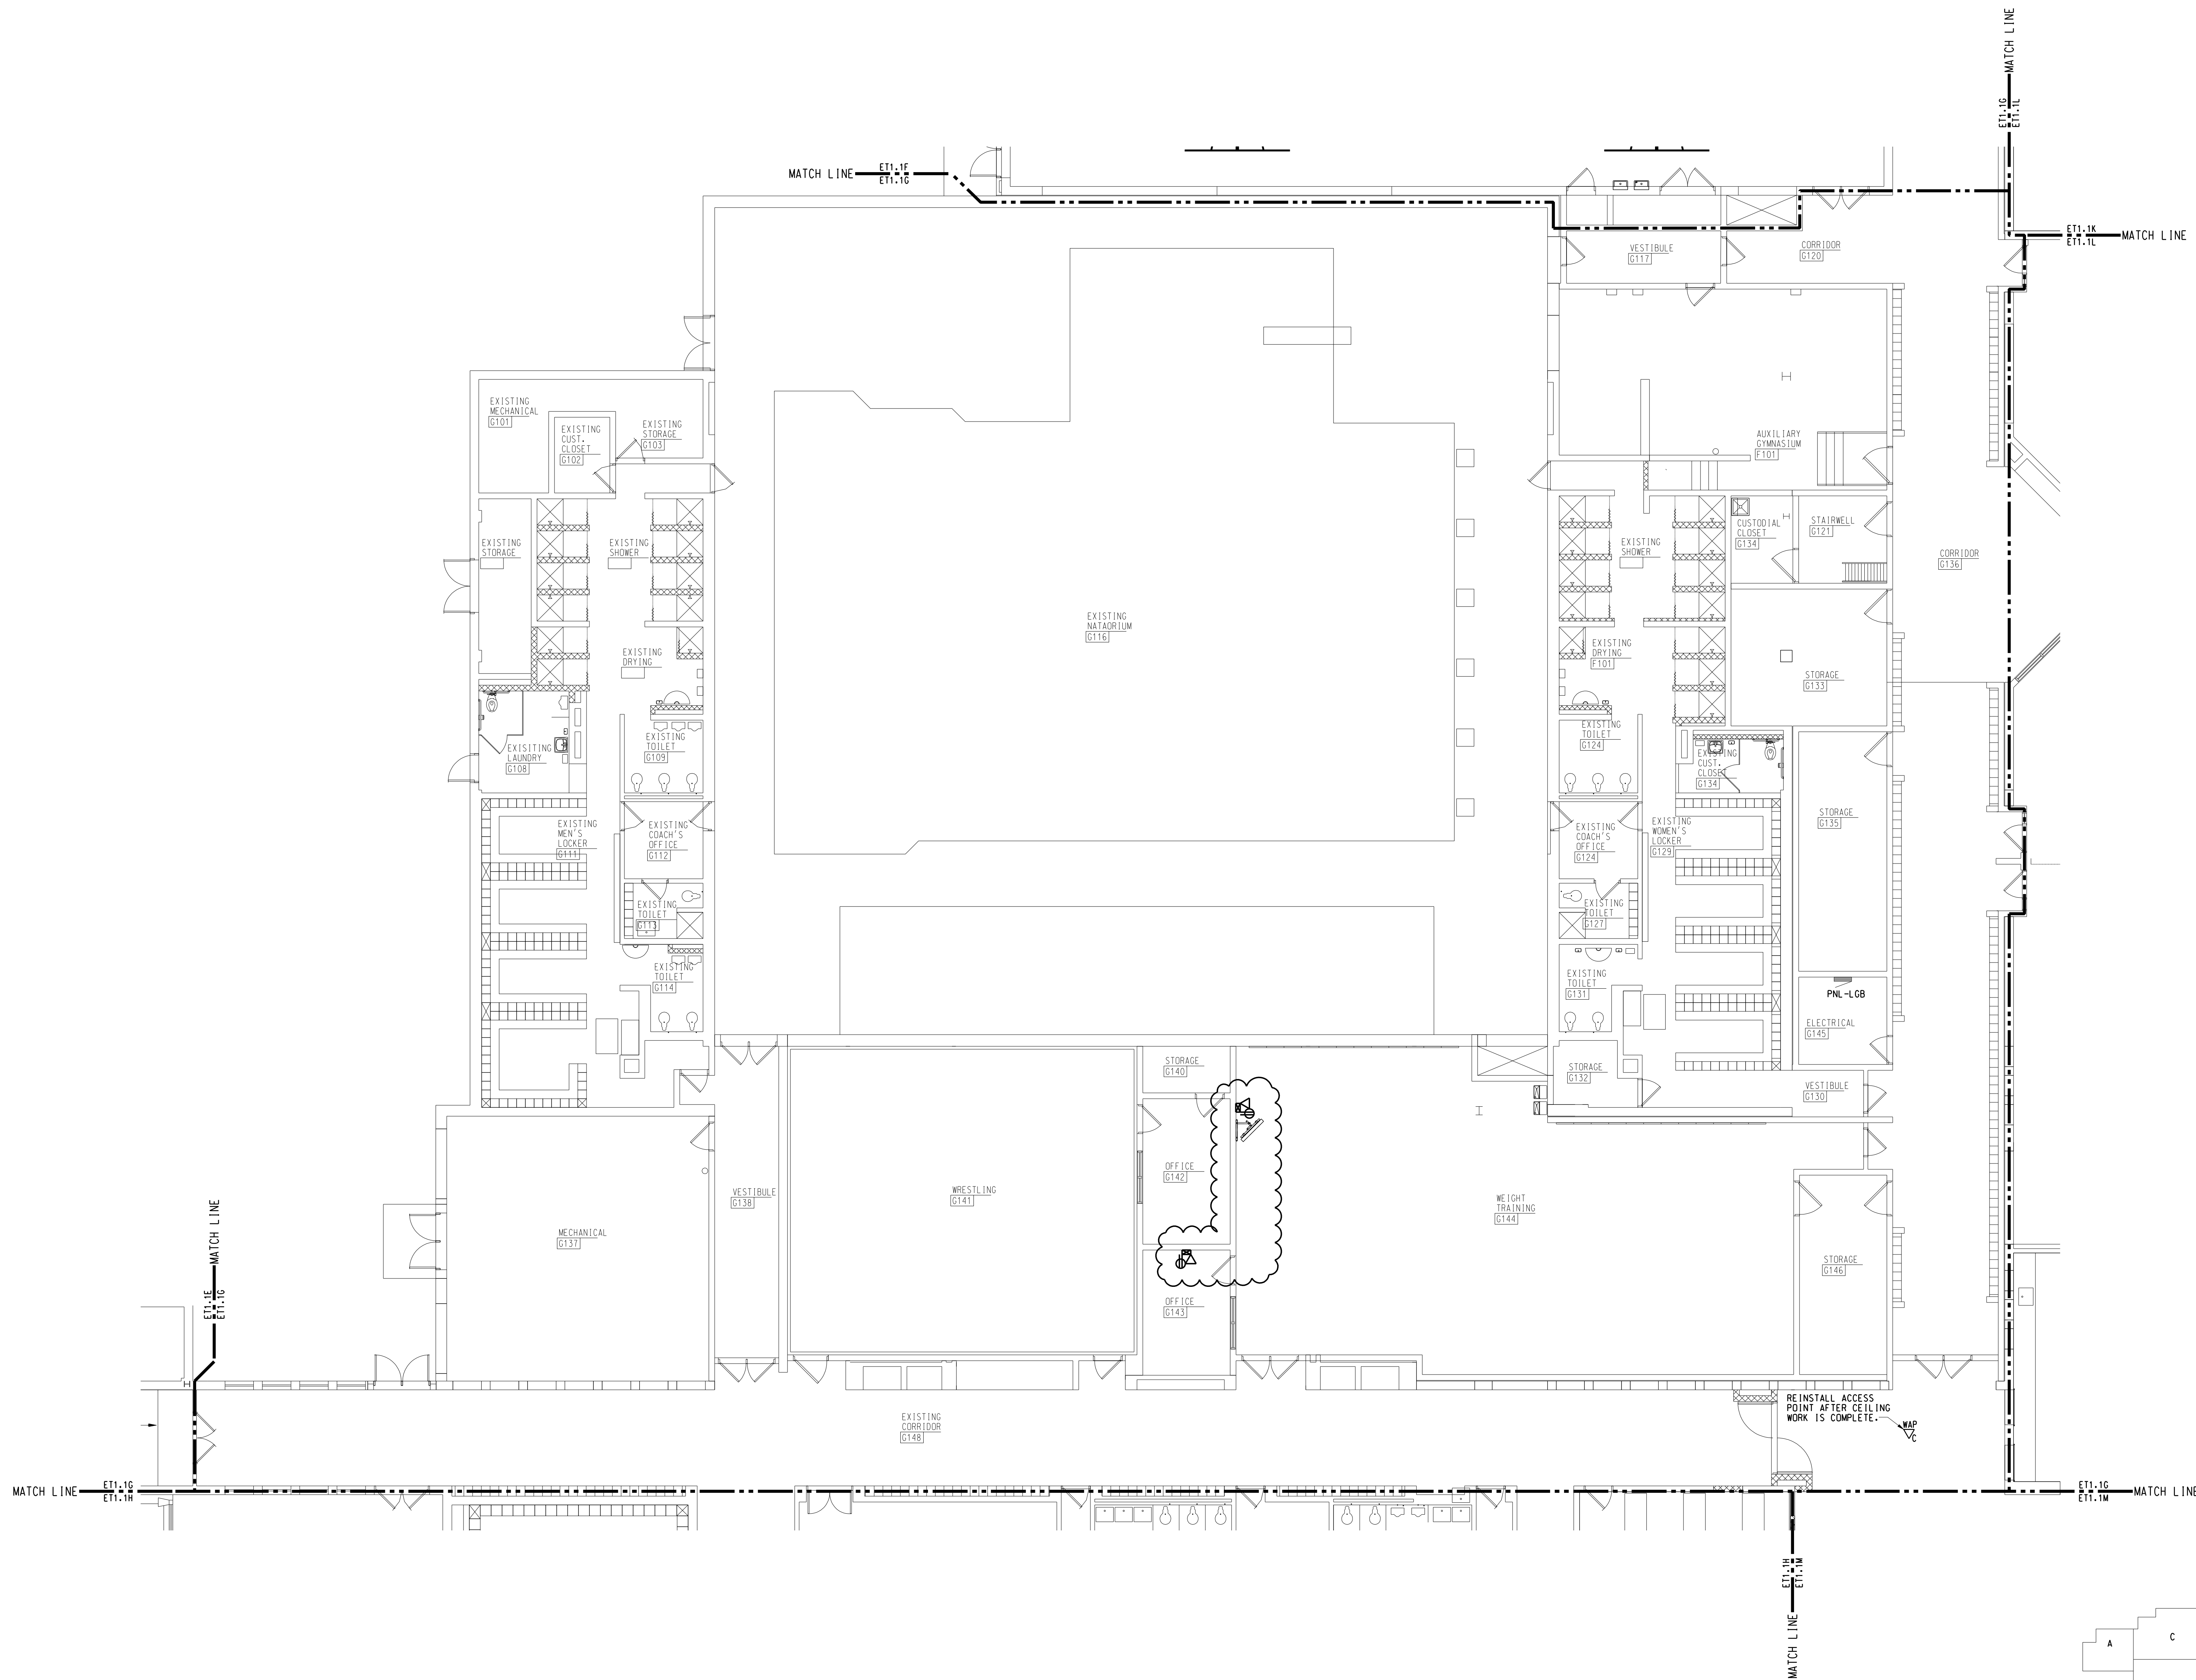 MATCH LINE
ET1.1G
ET1.1L
MATCH LINE
ET1.1F
ET1.1G
ET1.1K
ET1.1L
MATCH LINE
VESTIBULE
G117
CORRIDOR
G120
EXISTING
MECHANICAL
G101
EXISTING
CUST.
CLOSET
G102
EXISTING
STORAGE
G103
AUXILIARY
GYMNASIUM
F101
EXISTING
STORAGE
EXISTING
SHOWER
EXISTING
SHOWER
CUSTODIAL
CLOSET
G134
STAIRWELL
G121
CORRIDOR
G136
EXISTING
NATAORIUM
G116
EXISTING
DRYING
EXISTING
DRYING
F101
STORAGE
G133
EXISITING
LAUNDRY
G108
EXISTING
TOILET
G109
EXISTING
TOILET
G124
EXISTING
CUST.
CLOSET
G134
EXISTING
MEN'S
LOCKER
G111
EXISTING
COACH'S
OFFICE
G112
EXISTING
COACH'S
OFFICE
G124
EXISTING
WOMEN'S
LOCKER
G129
STORAGE
G135
EXISTING
TOILET
G113
EXISTING
TOILET
G127
EXISTING
TOILET
G114
EXISTING
TOILET
G131
PNL-LGB
ELECTRICAL
G145
STORAGE
G140
STORAGE
G132
VESTIBULE
G130
OFFICE
G142
VESTIBULE
G138
WRESTLING
G141
WEIGHT
TRAINING
G144
MECHANICAL
G137
STORAGE
G146
OFFICE
G143
MATCH LINE
ET1.1E
ET1.1G
EXISTING
CORRIDOR
G148
REINSTALL ACCESS
POINT AFTER CEILING
WORK IS COMPLETE.
WAP
C
MATCH LINE
ET1.1G
ET1.1H
ET1.1G
ET1.1M
MATCH LINE
ET1.1H
ET1.1M
MATCH LINE
A
C